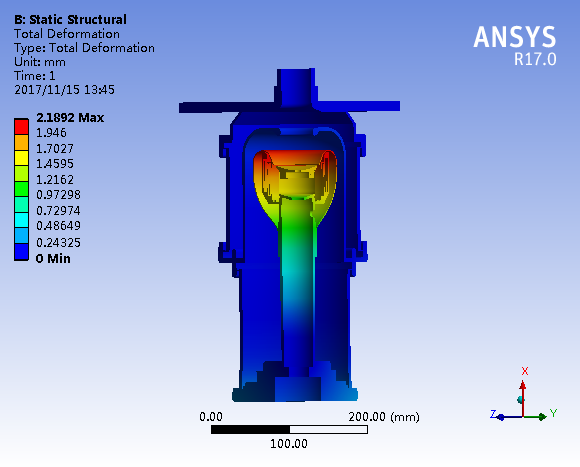 B: Static Structural
Total Deformation
Type: Total Deformation
Unit: mm
Time: 1
2017/11/15 13:45
ANSYS
R17.0
2.1892 Max
1.946
1.7027
1.4595
1.2162
0.97298
0.72974
0.48649
0.24325
0 Min
X
Z
Y
0.00
200.00 (mm)
100.00